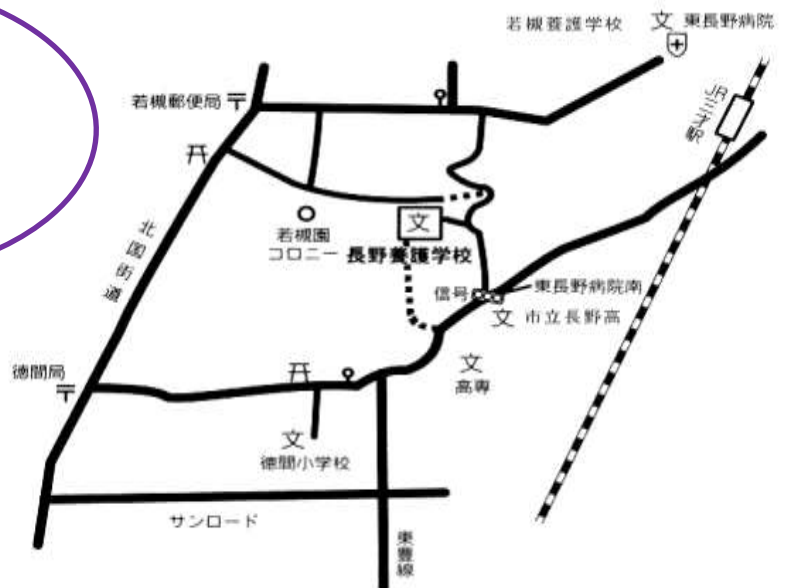 若槻養護学校
文
東長野病院
若槻郵便局
JR三才駅
北国街道
文
若槻園
コロニー
長野養護学校
信号
東長野病院南
文
市立長野高
徳間局
文
高専
文
徳間小学校
サンロード
東豊線